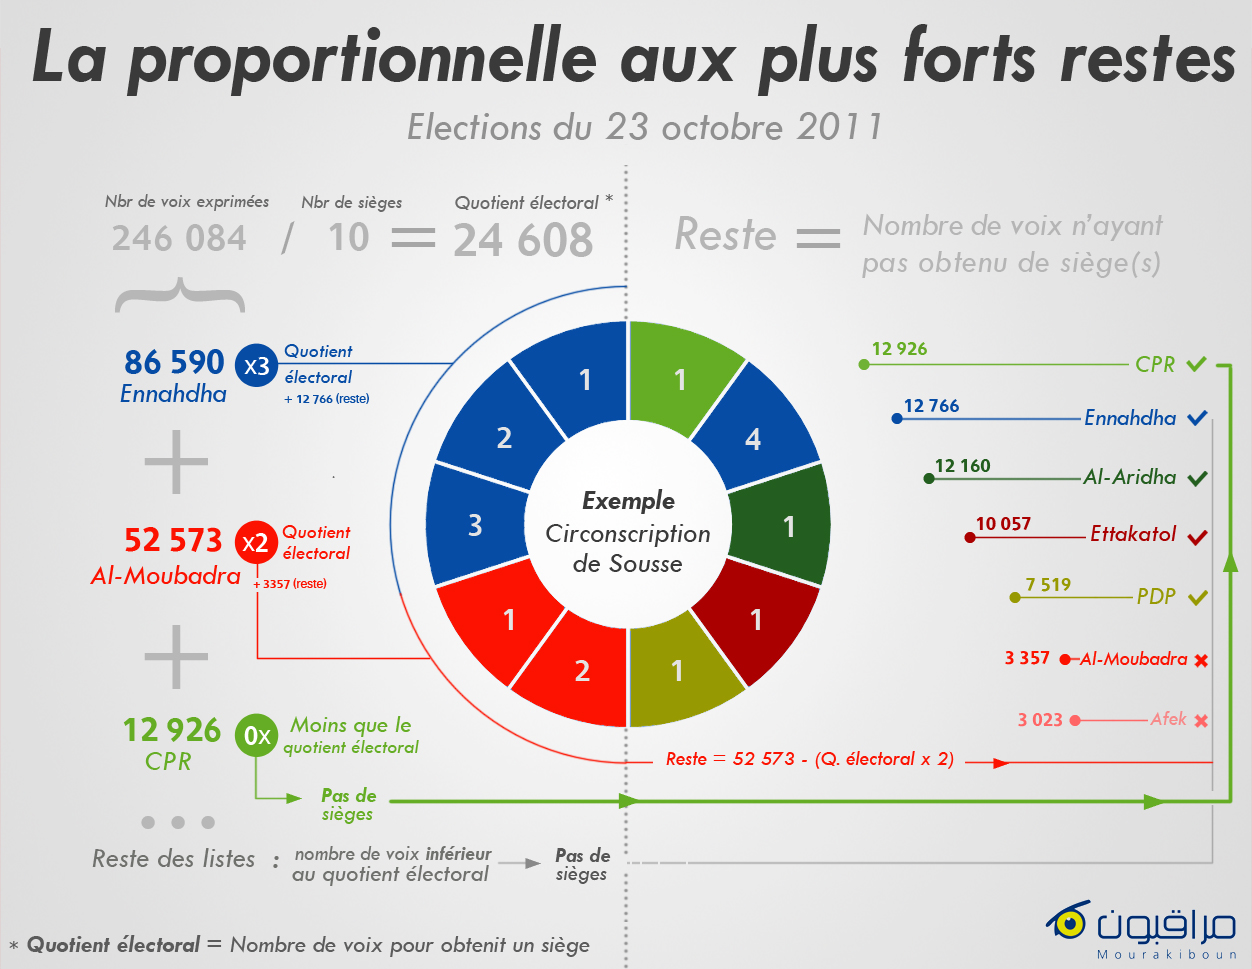 La proportionnelle aux plus forts restes
Elections du 23 octobre 2011
Nbr de voix exprimées
Nbr de sièges
Quotient électoral *
246 084 / 10 = 24 608
Reste = Nombre de voix n'ayant
pas obtenu de siège(s)
86 590
Ennahdha
x3
Quotient
électoral
+ 12 766 (reste)
+
52 573
Al-Moubadra
x2
Quotient
électoral
+ 3357 (reste)
+
12 926
CPR
0x
Moins que le
quotient électoral
Pas de
sièges
Reste des listes :
nombre de voix inférieur
au quotient électoral
Pas de
sièges
1
1
2
4
3
1
1
1
2
1
Exemple
Circonscription
de Sousse
12 926
CPR
12 766
Ennahdha
12 160
Al-Aridha
10 057
Ettakatol
7 519
PDP
3 357
Al-Moubadra
3 023
Afek
Reste = 52 573 - (Q. électoral x 2)
* Quotient électoral = Nombre de voix pour obtenit un siège
مراقبون
Mourakiboun